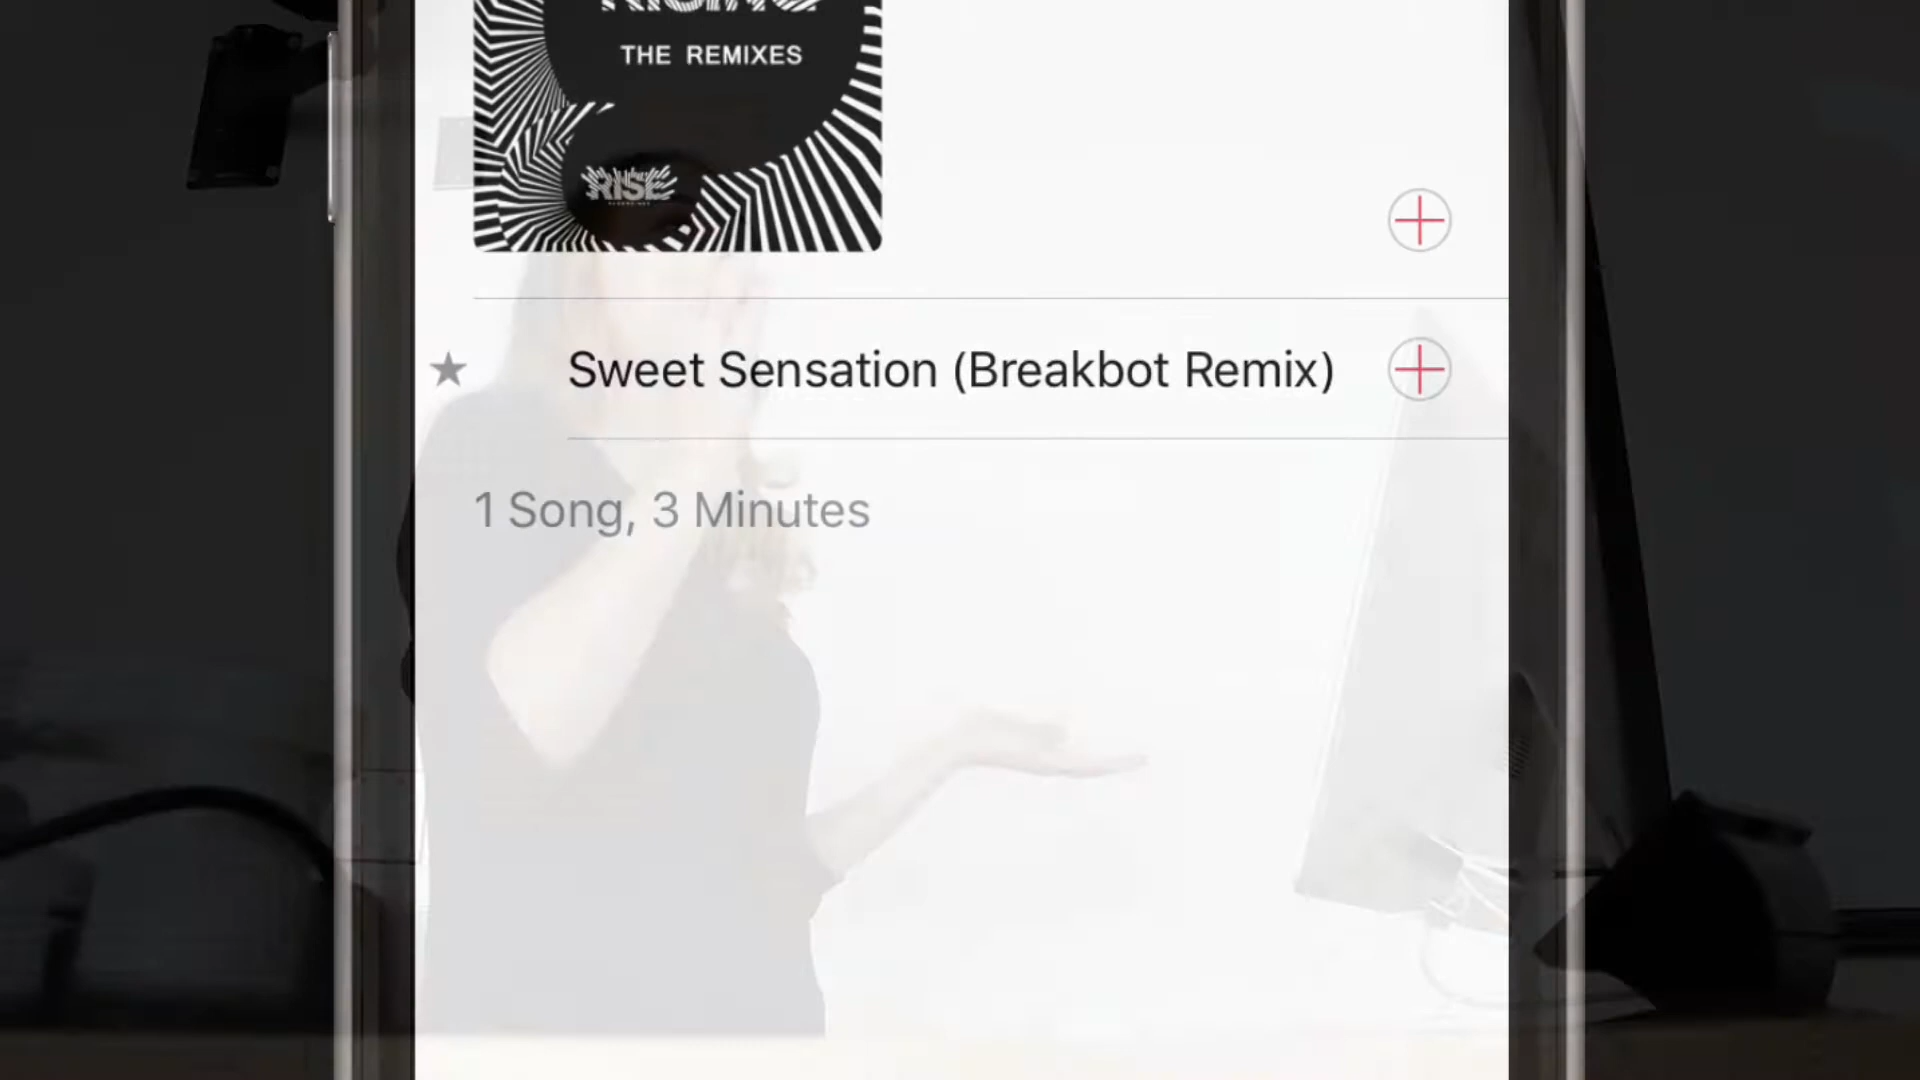 THE REMIXES
RISE
Sweet Sensation (Breakbot Remix)
1 Song, 3 Minutes